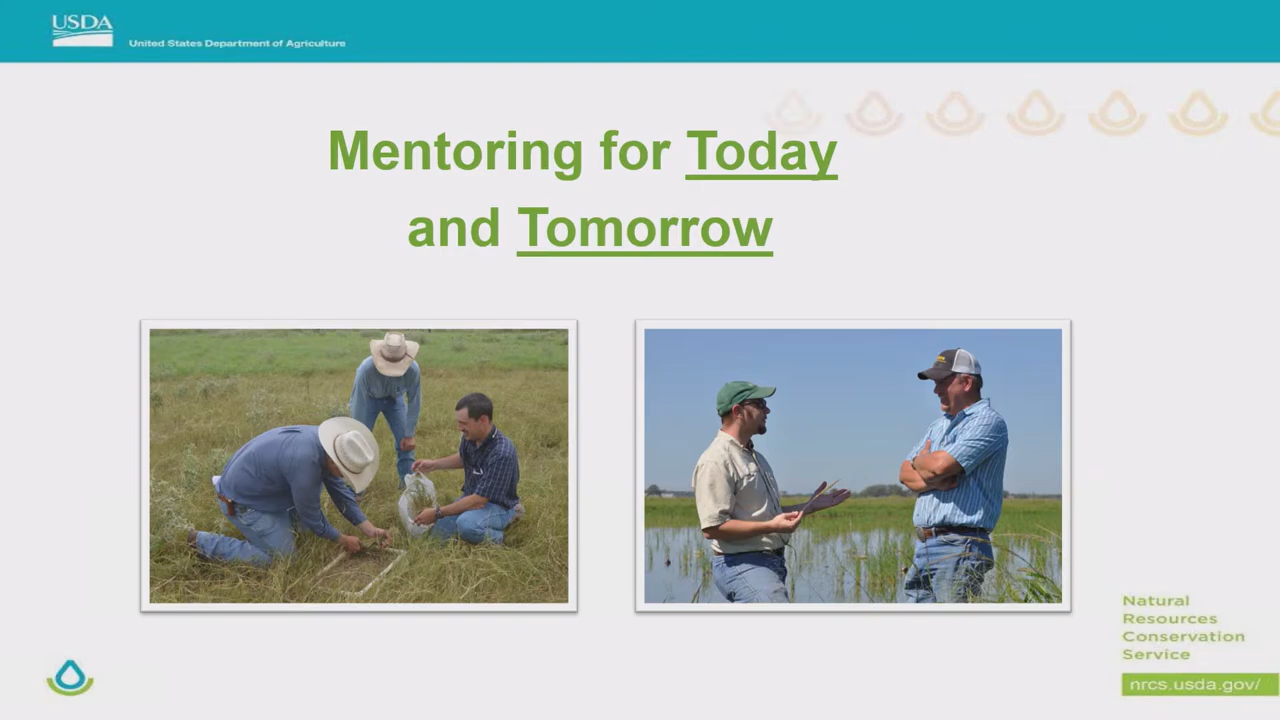 USDA
United States Department of Agriculture
Mentoring for Today
and Tomorrow
Natural
Resources
Conservation
Service
nrcs.usda.gov/